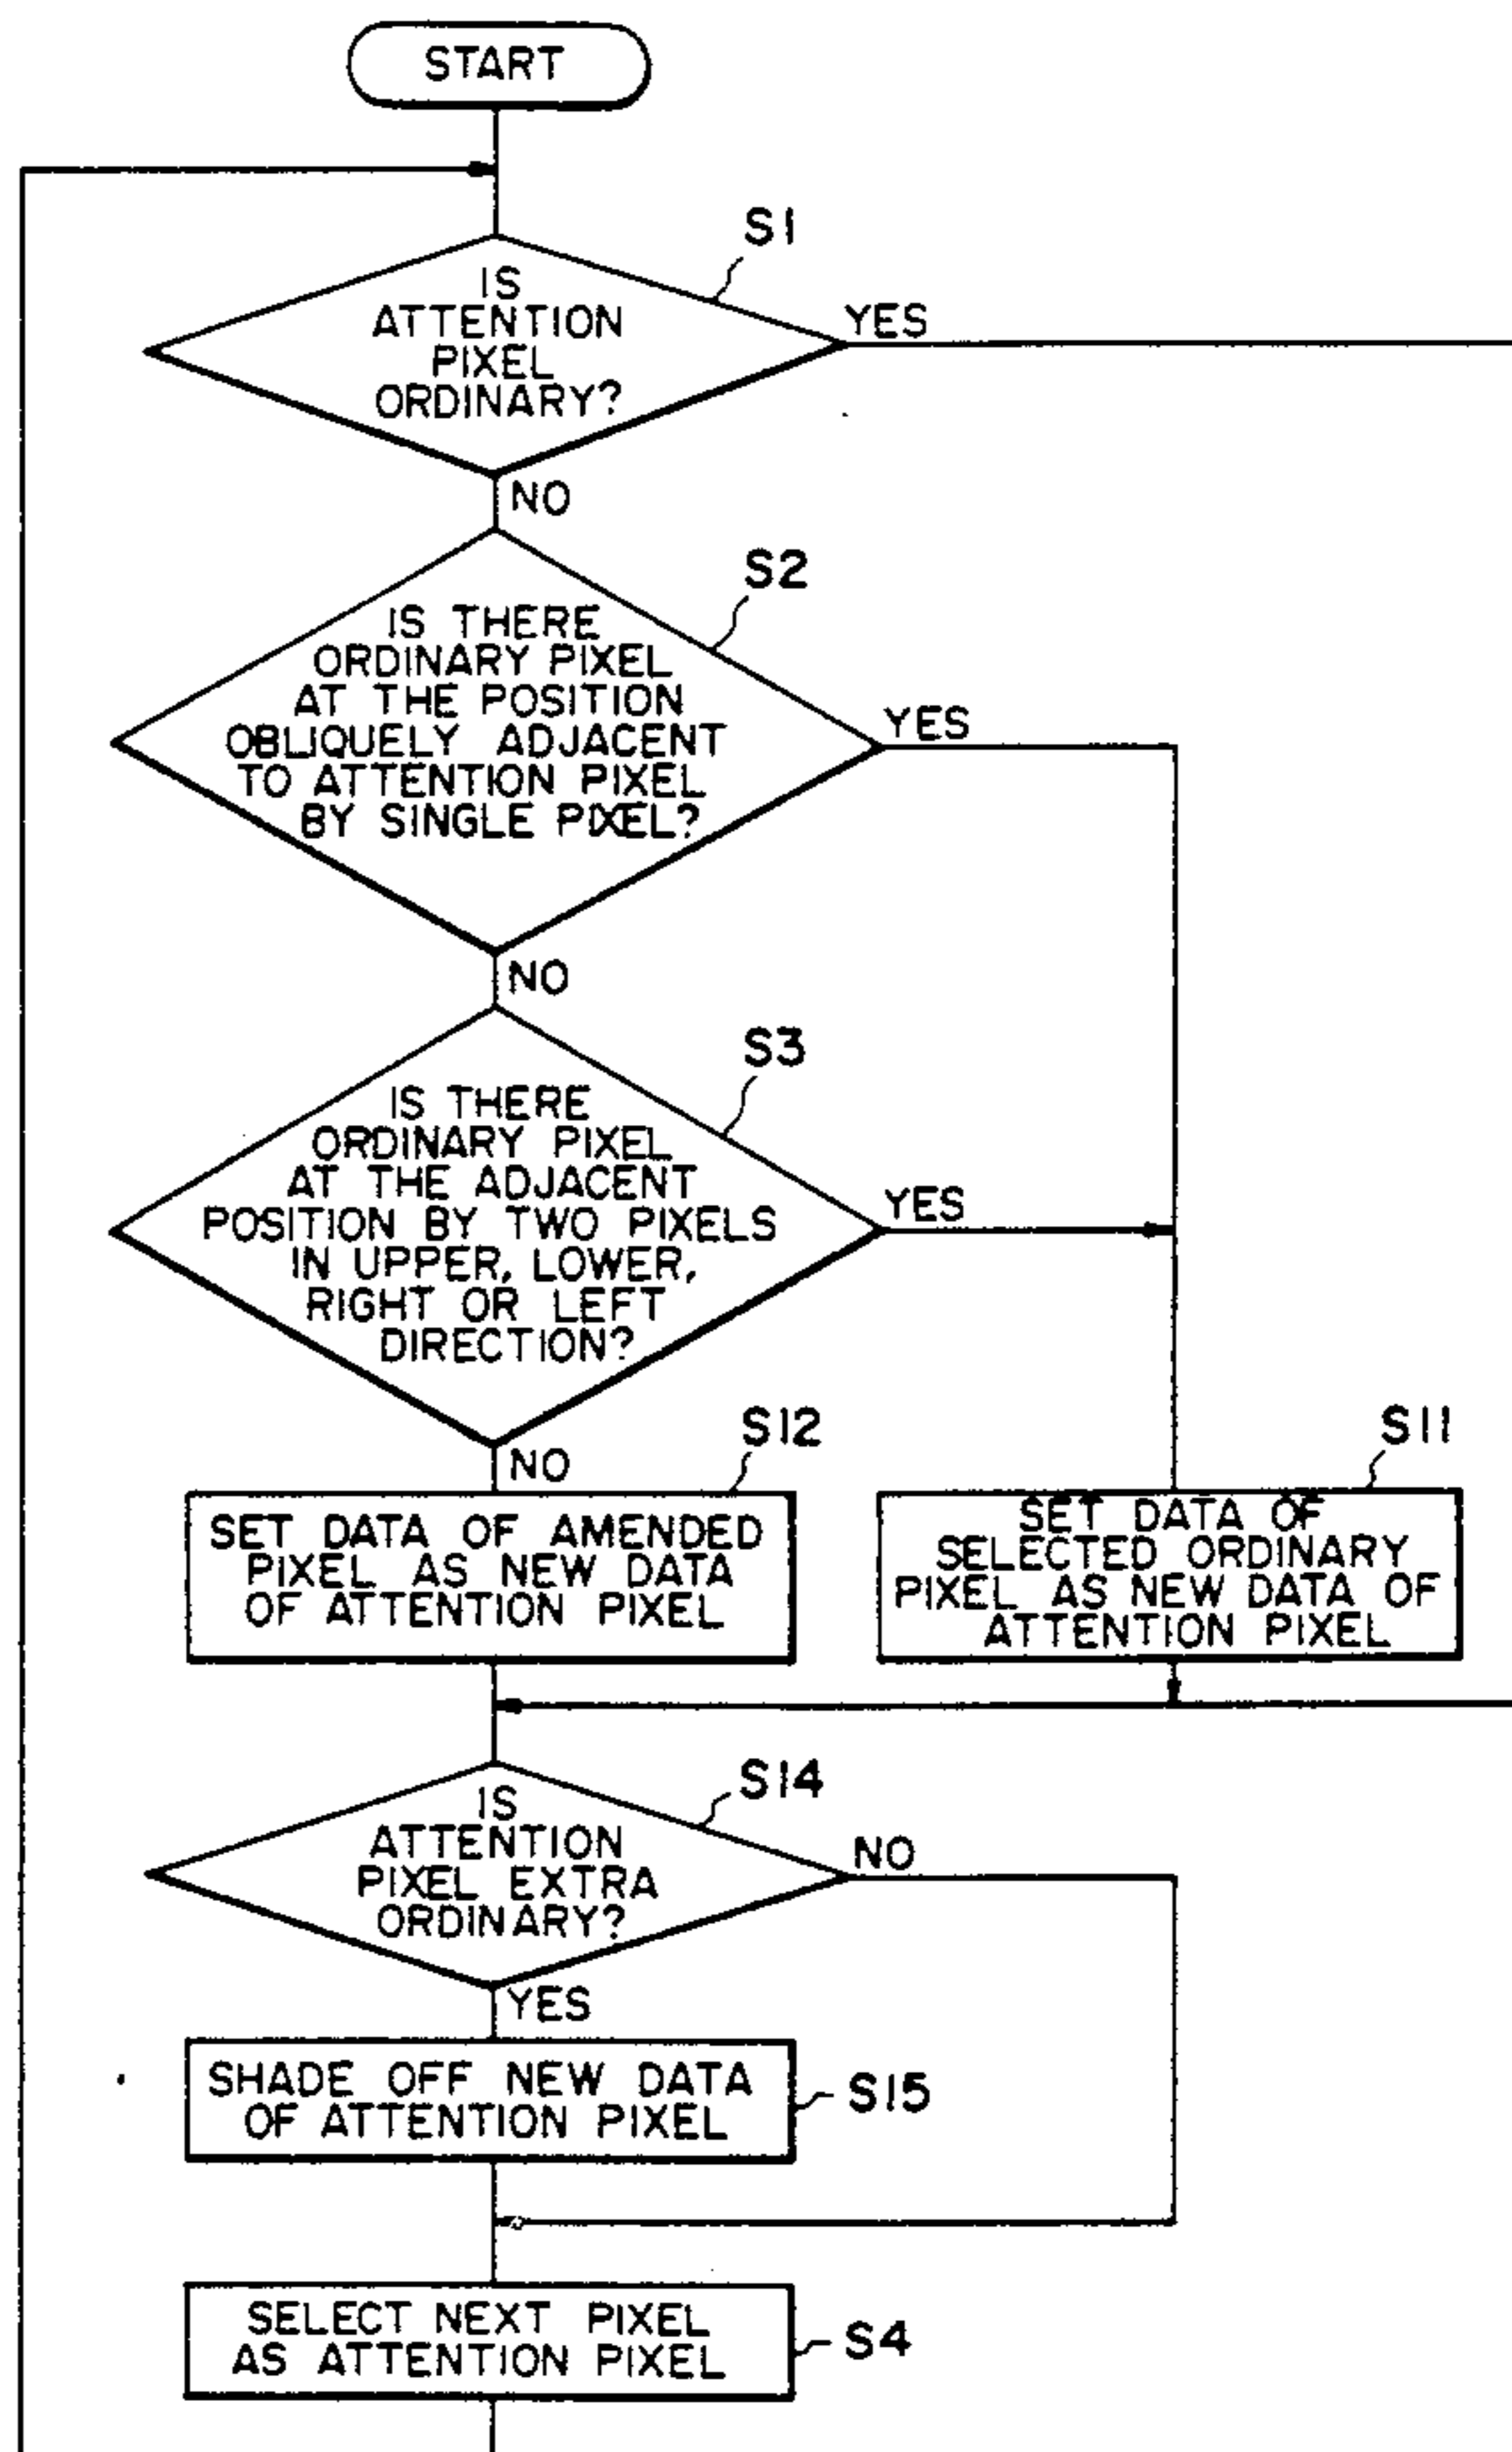 START
S1
IS
ATTENTION
PIXEL
ORDINARY?
YES
NO
S2
IS THERE
ORDINARY PIXEL
AT THE POSITION
OBLIQUELY ADJACENT
TO ATTENTION PIXEL
BY SINGLE PIXEL?
YES
NO
S3
IS THERE
ORDINARY PIXEL
AT THE ADJACENT
POSITION BY TWO PIXELS
IN UPPER, LOWER,
RIGHT OR LEFT
DIRECTION?
YES
NO
S12
SET DATA OF AMENDED
PIXEL AS NEW DATA
OF ATTENTION PIXEL
S11
SET DATA OF
SELECTED ORDINARY
PIXEL AS NEW DATA OF
ATTENTION PIXEL
S14
IS
ATTENTION
PIXEL EXTRA
ORDINARY?
NO
YES
SHADE OFF NEW DATA
OF ATTENTION PIXEL
S15
SELECT NEXT PIXEL
AS ATTENTION PIXEL
S4